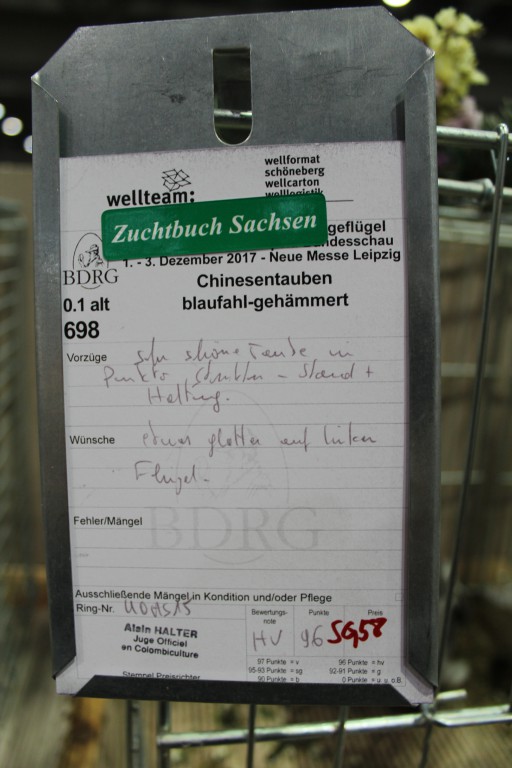 wellteam:
wellformat
schöneberg
wellcarton
welllogistik
Zuchtbuch Sachsen
geflügel
ndesschau
1. - 3. Dezember 2017 - Neue Messe Leipzig
BDRG
Chinesentauben
0.1 alt
blaufahl-gehämmert
698
Vorzüge sehr schöne Taube in
Punkto Schultern - Stand +
Haltung.
Wünsche etwas glatter auf linken
Flügel.
BDRG
Fehler/Mängel
Ausschließende Mängel in Kondition und/oder Pflege
Ring-Nr.
Bewertungs-
note
Punkte
Preis
HV 96 SG58
Alain HALTER
Juge Officiel
en Colombiculture
Stempel Preisrichter
97 Punkte = v 96 Punkte = hv
95-93 Punkte = sg 92-91 Punkte = g
90 Punkte = b 0 Punkte = u u. o.B.